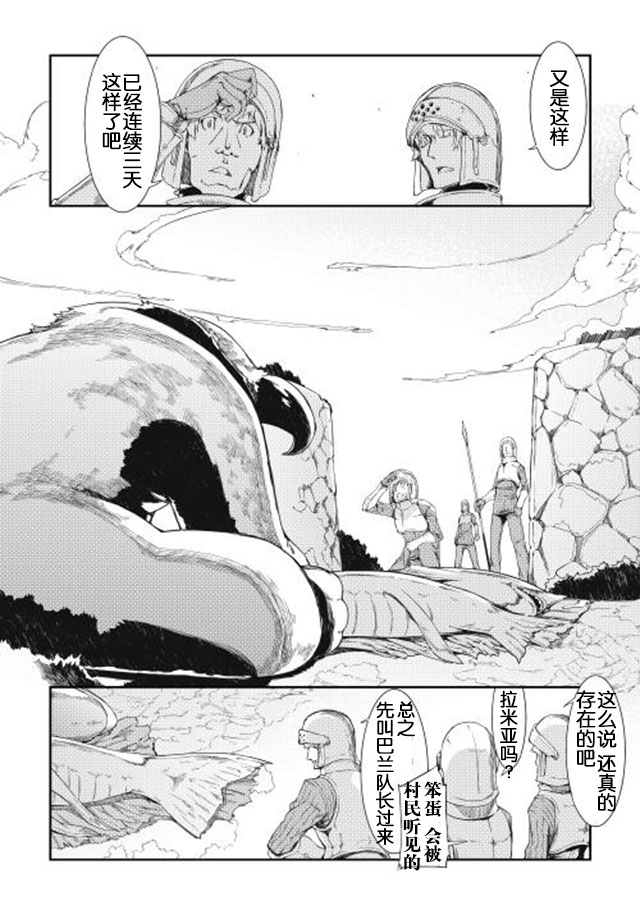 又是这样
已经连续三天
这样了吧
这么说 还真的
存在的吧
拉米亚吗？
笨蛋 会被
村民听见的
总之
先叫巴兰队长过来